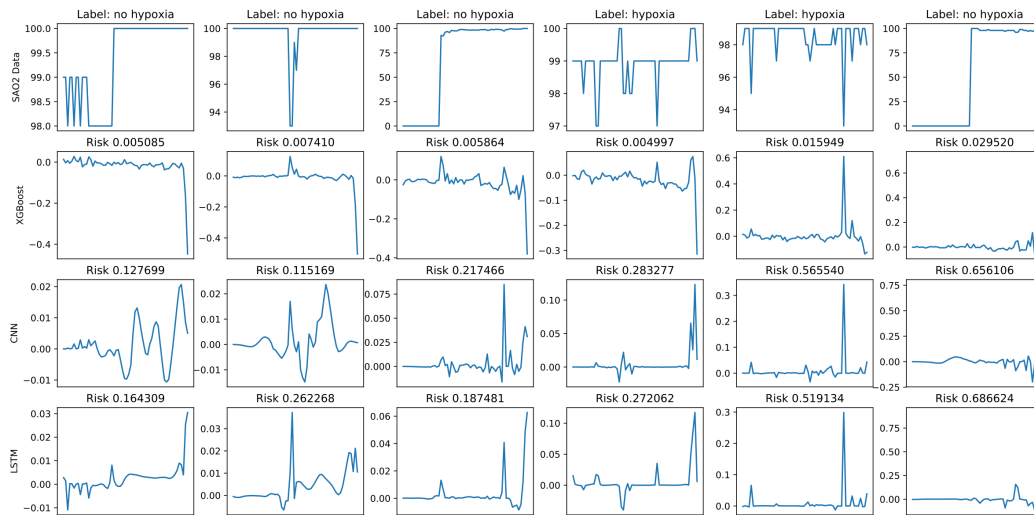 Label: no hypoxia Label: no hypoxia Label: no hypoxia Label: hypoxia Label: hypoxia Label: no hypoxia
SAO2 Data
100.0 100 100 100 100
99.5 98 75 99 98 75
99.0 96 50 98 96 50
98.5 94 25 97 94 25
98.0 0 0
Risk 0.005085 Risk 0.007410 Risk 0.005864 Risk 0.004997 Risk 0.015949 Risk 0.029520
XGBoost
0.0 0.0 0.0 0.0 0.6 0.6
−0.2 −0.2 −0.2 −0.1 0.4 0.4
−0.4 −0.4 −0.4 −0.2 0.2 0.2
−0.3 0.0 0.0
Risk 0.127699 Risk 0.115169 Risk 0.217466 Risk 0.283277 Risk 0.565540 Risk 0.656106
CNN
0.02 0.02 0.075 0.10 0.3 0.75
0.01 0.01 0.050 0.05 0.2 0.50
0.00 0.00 0.025 0.00 0.1 0.25
−0.01 −0.01 0.000 0.0 0.00
−0.25
Risk 0.164309 Risk 0.262268 Risk 0.187481 Risk 0.272062 Risk 0.519134 Risk 0.686624
LSTM
0.03 0.03 0.06 0.10 0.3 0.75
0.02 0.02 0.04 0.05 0.2 0.50
0.01 0.01 0.02 0.00 0.1 0.25
0.00 0.00 0.00 0.0 0.00
−0.01